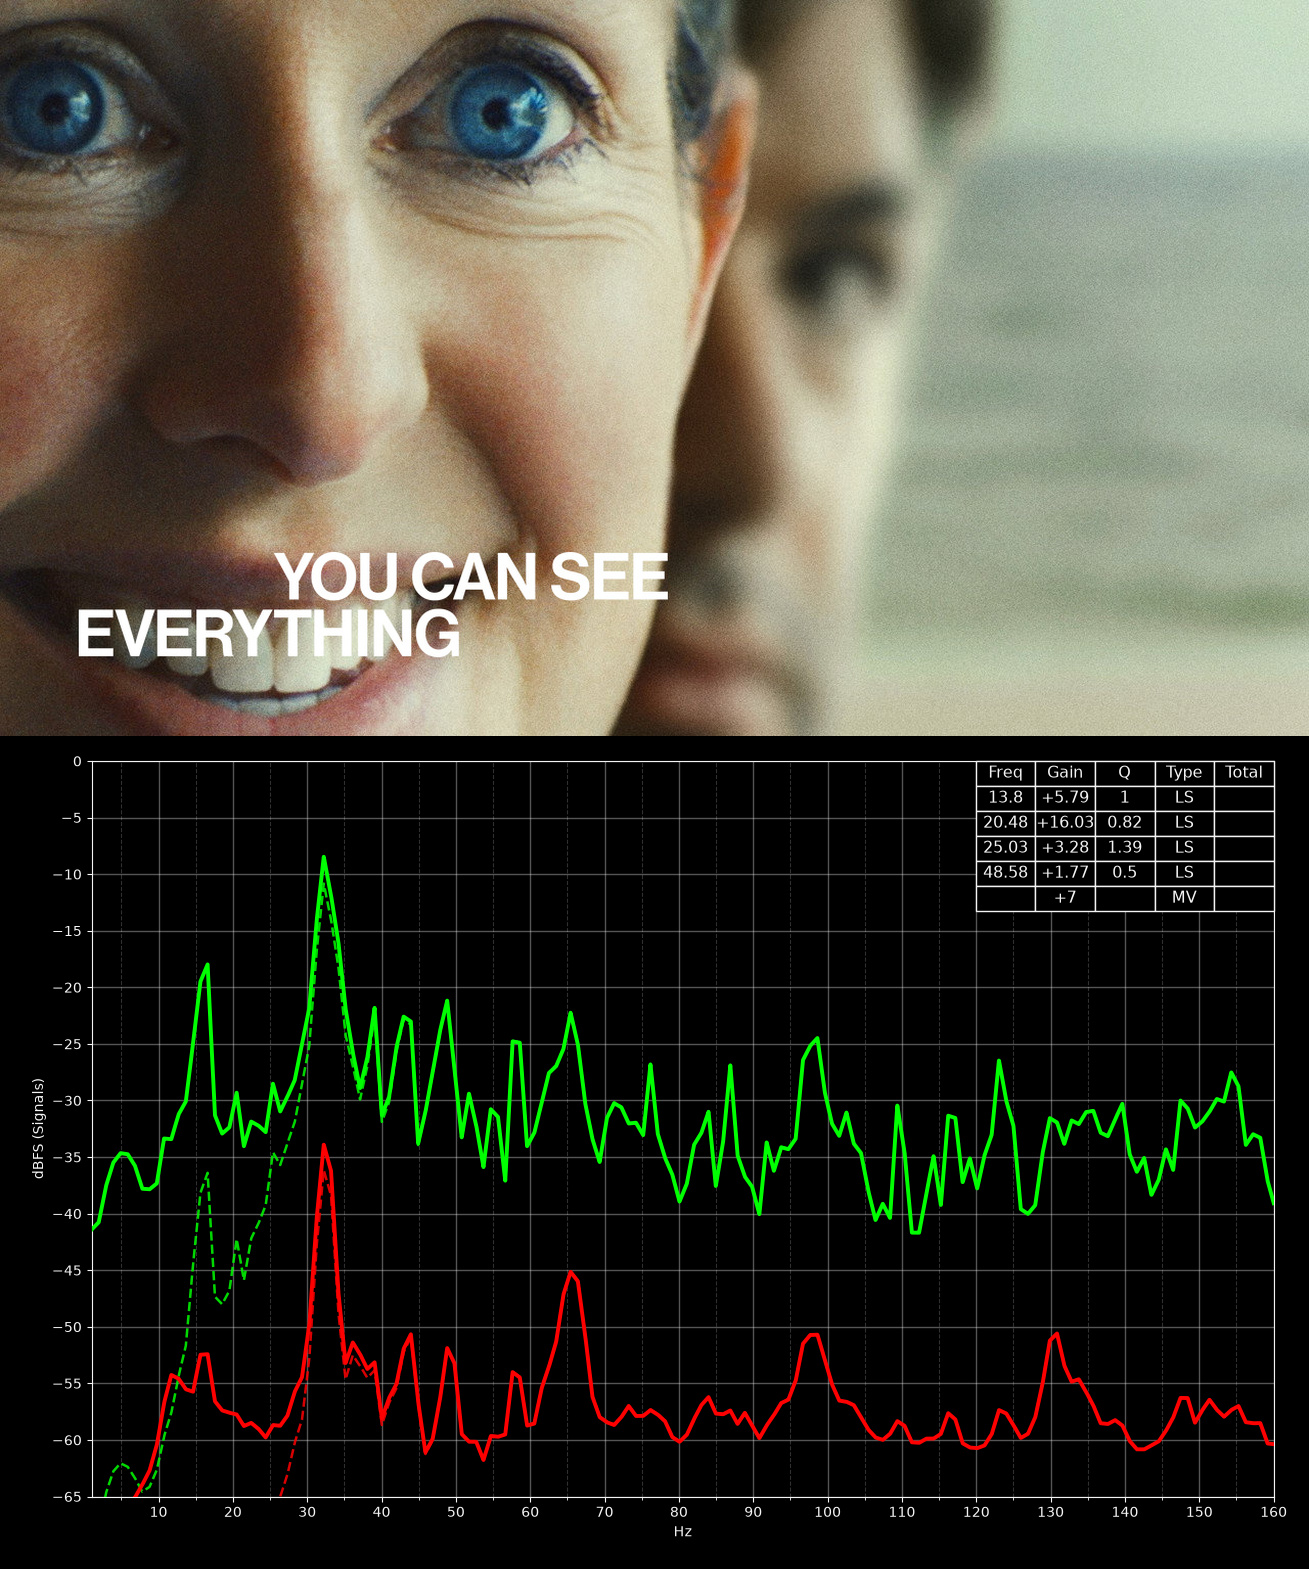 YOU CAN SEE
EVERYTHING
Freq Gain Q Type Total
13.8 +5.79 1 LS
20.48 +16.03 0.82 LS
25.03 +3.28 1.39 LS
48.58 +1.77 0.5 LS
+7 MV
0
−5
−10
−15
−20
−25
−30
−35
−40
−45
−50
−55
−60
−65
dBFS (Signals)
10 20 30 40 50 60 70 80 90 100 110 120 130 140 150 160
Hz